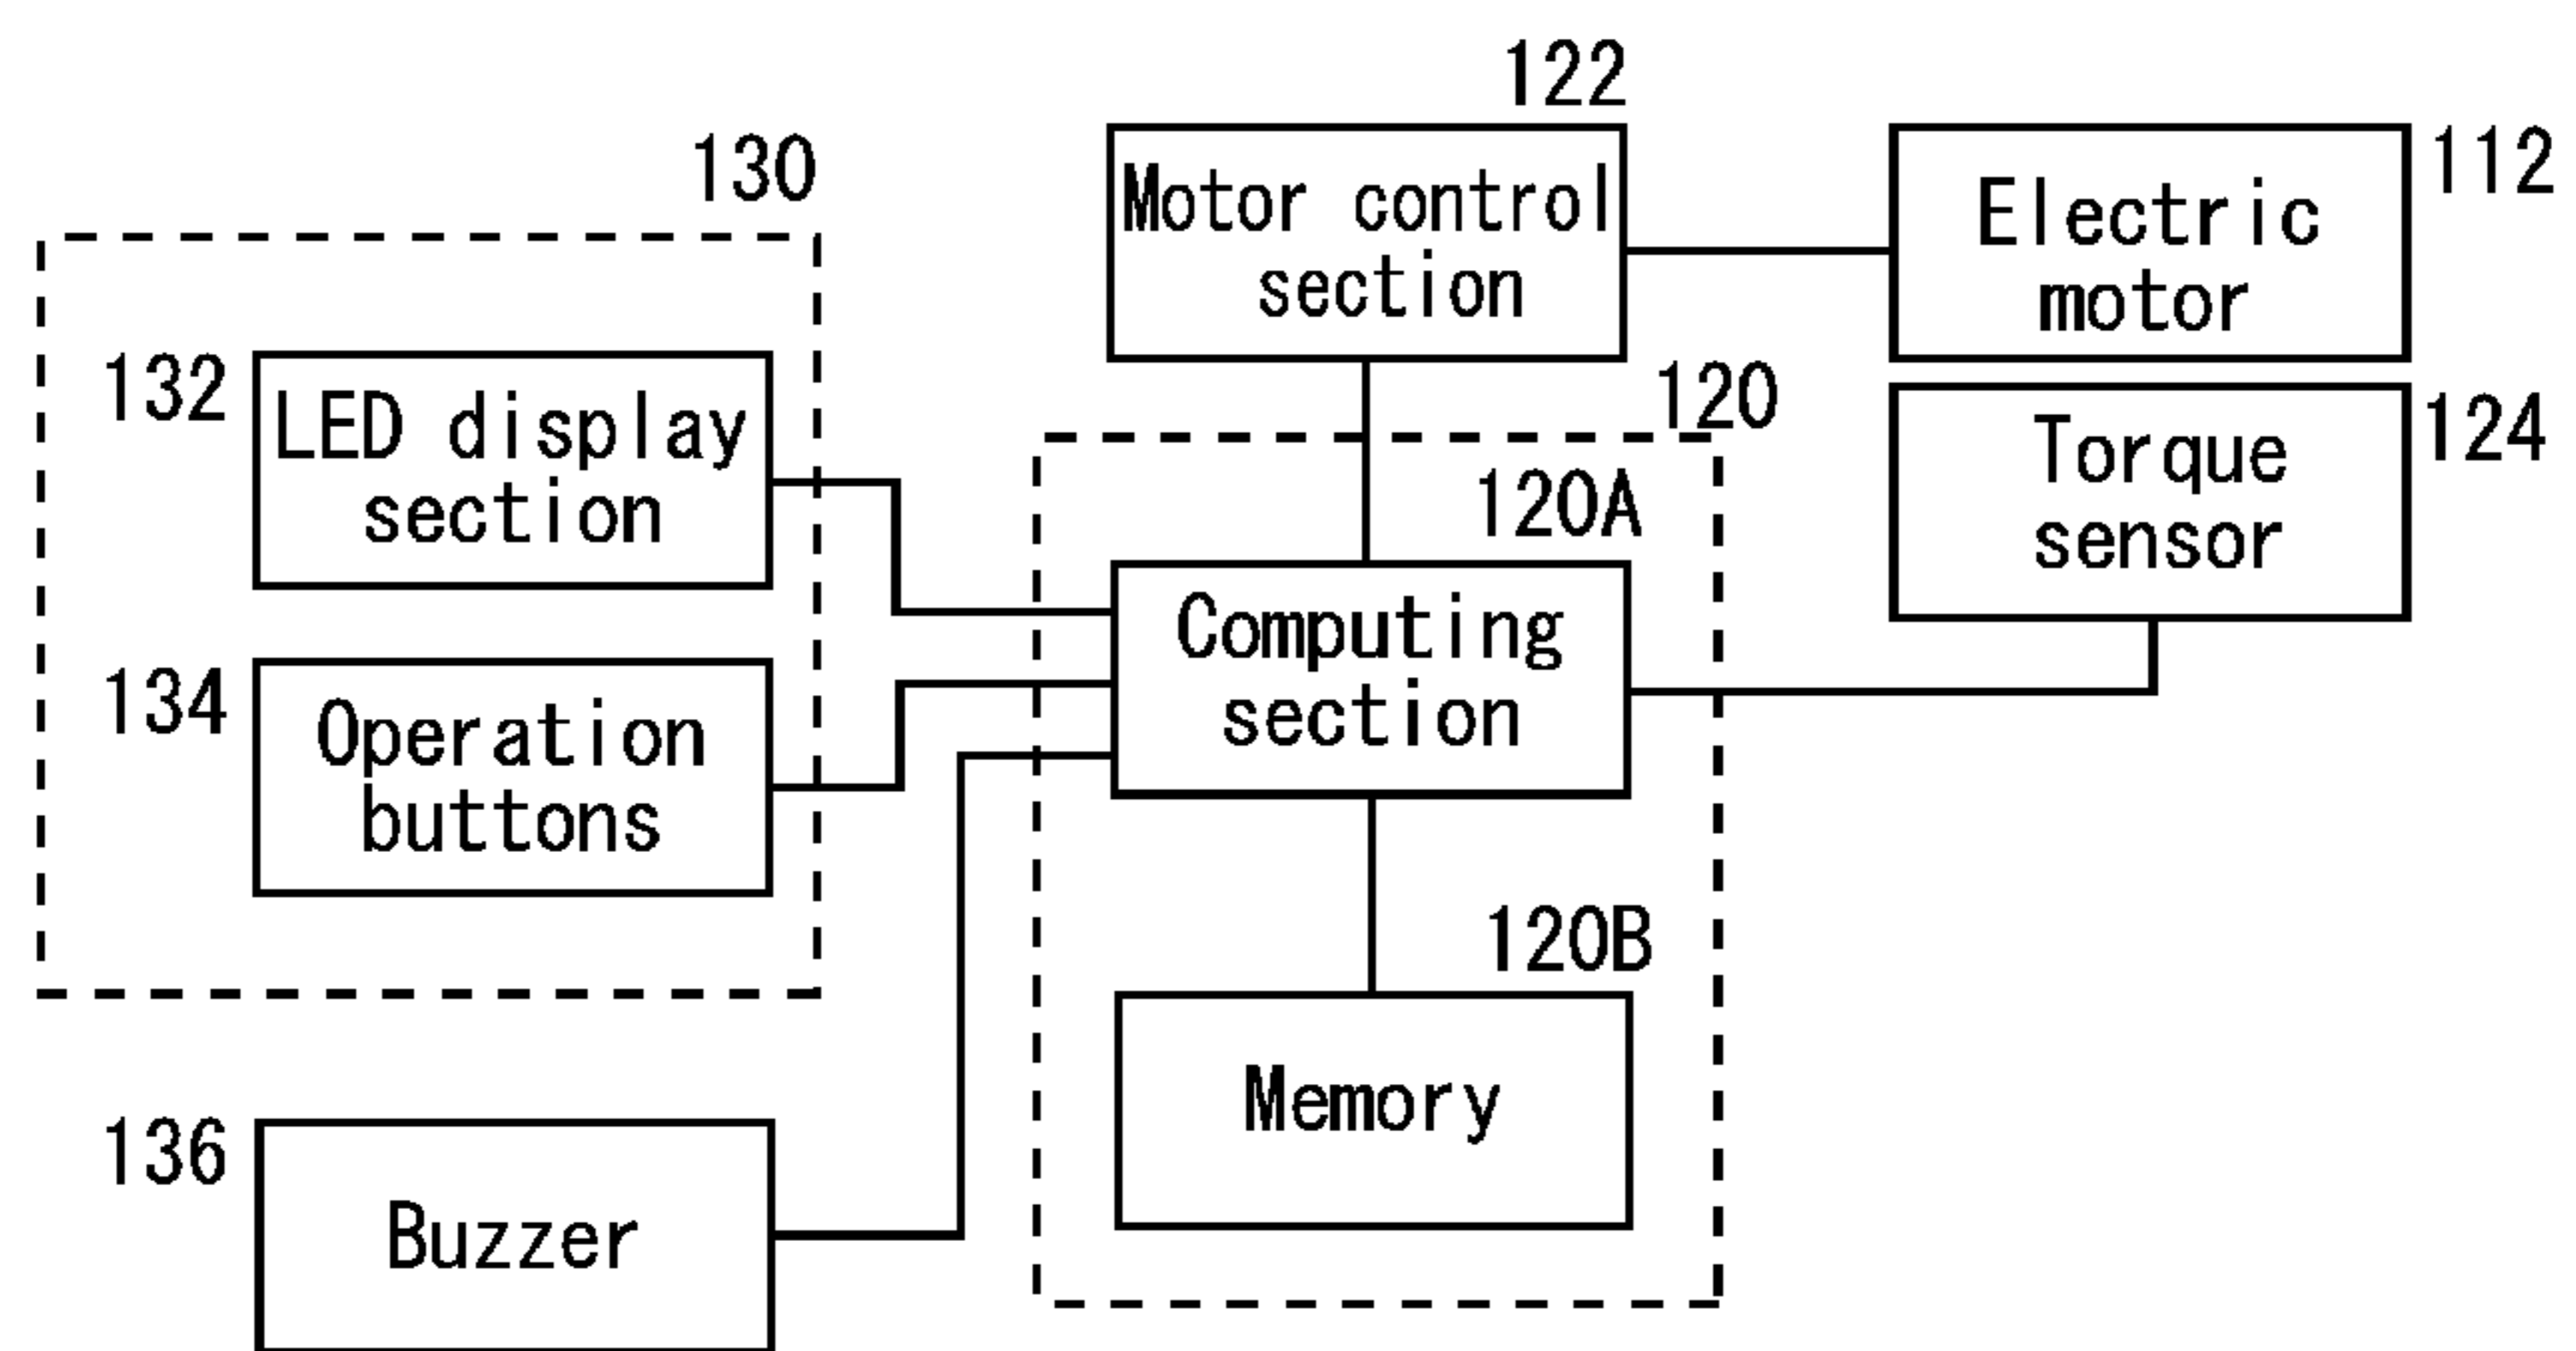 122
Motor control
section
112
Electric
motor
130
132
LED display
section
120
124
Torque
sensor
120A
Computing
section
134
Operation
buttons
120B
Memory
136
Buzzer